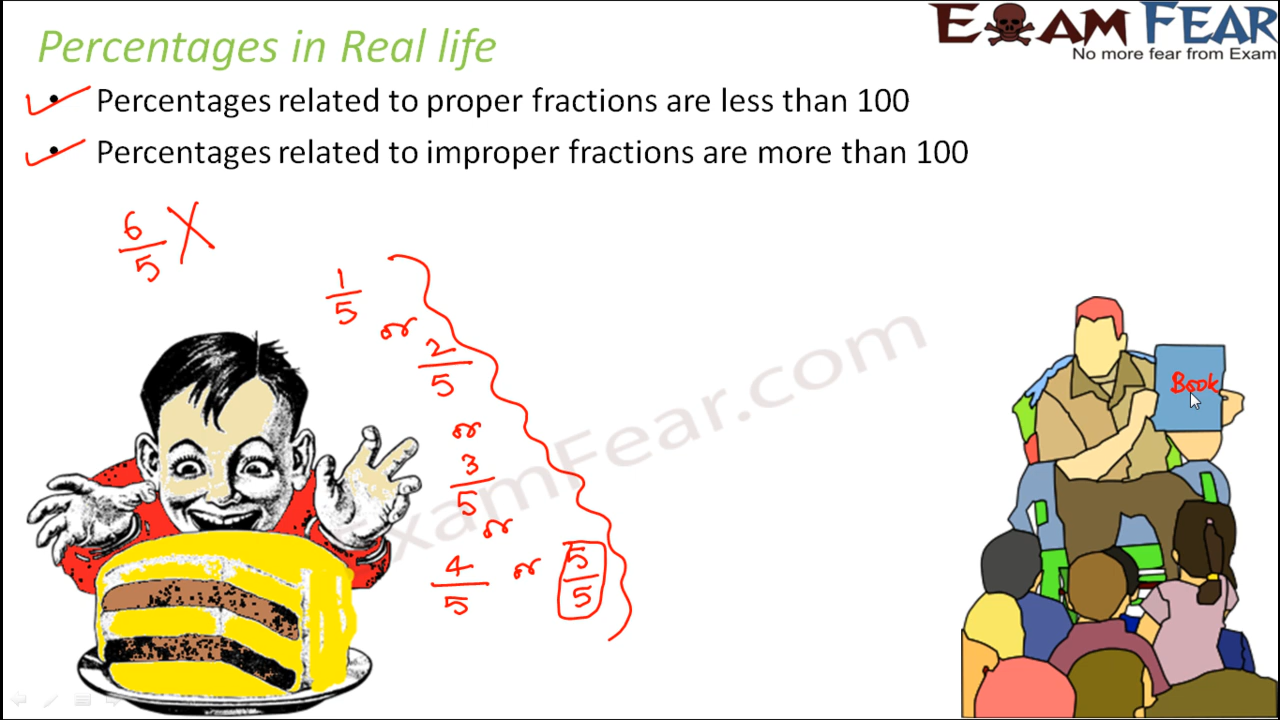 Percentages in Real life
EXAM FEAR
No more fear from Exam
• Percentages related to proper fractions are less than 100
• Percentages related to improper fractions are more than 100
6/5 X
1/5
or
2/5
or
3/5
or
4/5 or 5/5
Book
ExamFear.com